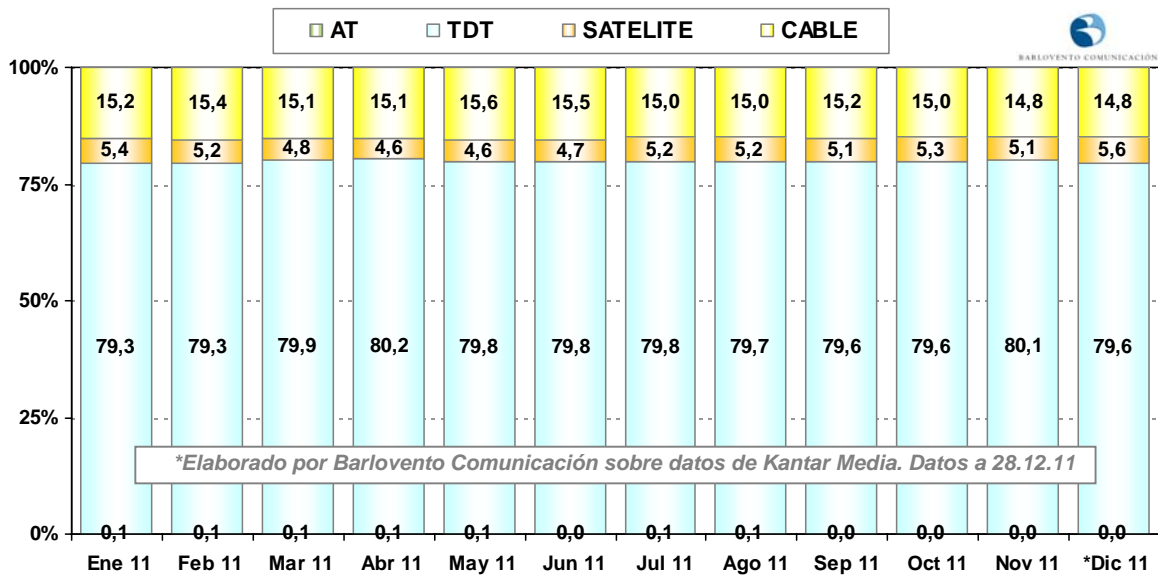 AT TDT SATELITE CABLE
BARLOVENTO COMUNICACIÓN
100%
15,2 15,4 15,1 15,1 15,6 15,5 15,0 15,0 15,2 15,0 14,8 14,8
5,4 5,2 4,8 4,6 4,6 4,7 5,2 5,2 5,1 5,3 5,1 5,6
75%
50%
79,3 79,3 79,9 80,2 79,8 79,8 79,8 79,7 79,6 79,6 80,1 79,6
25%
*Elaborado por Barlovento Comunicación sobre datos de Kantar Media. Datos a 28.12.11
0% 0,1 0,1 0,1 0,1 0,1 0,0 0,1 0,1 0,0 0,0 0,0 0,0
Ene 11 Feb 11 Mar 11 Abr 11 May 11 Jun 11 Jul 11 Ago 11 Sep 11 Oct 11 Nov 11 *Dic 11